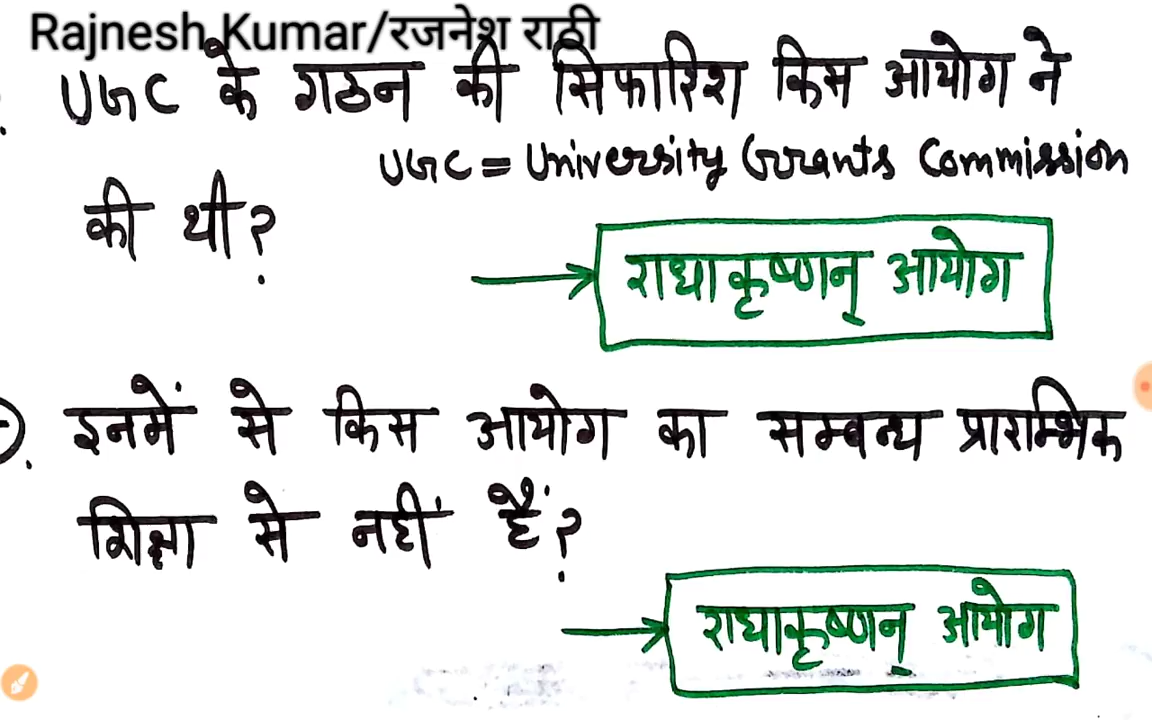 Rajnesh Kumar/रजनेश राठी
UGC के गठन की सिफारिश किस आयोग ने
UGC = University Grants Commission
की थी?
राधाकृष्णन् आयोग
इनमें से किस आयोग का सम्बन्ध प्रारम्भिक
शिक्षा से नहीं हैं?
राधाकृष्णन् आयोग